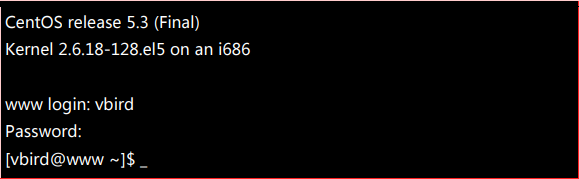 CentOS release 5.3 (Final)
Kernel 2.6.18-128.el5 on an i686
www login: vbird
Password:
[vbird@www ~]$ _